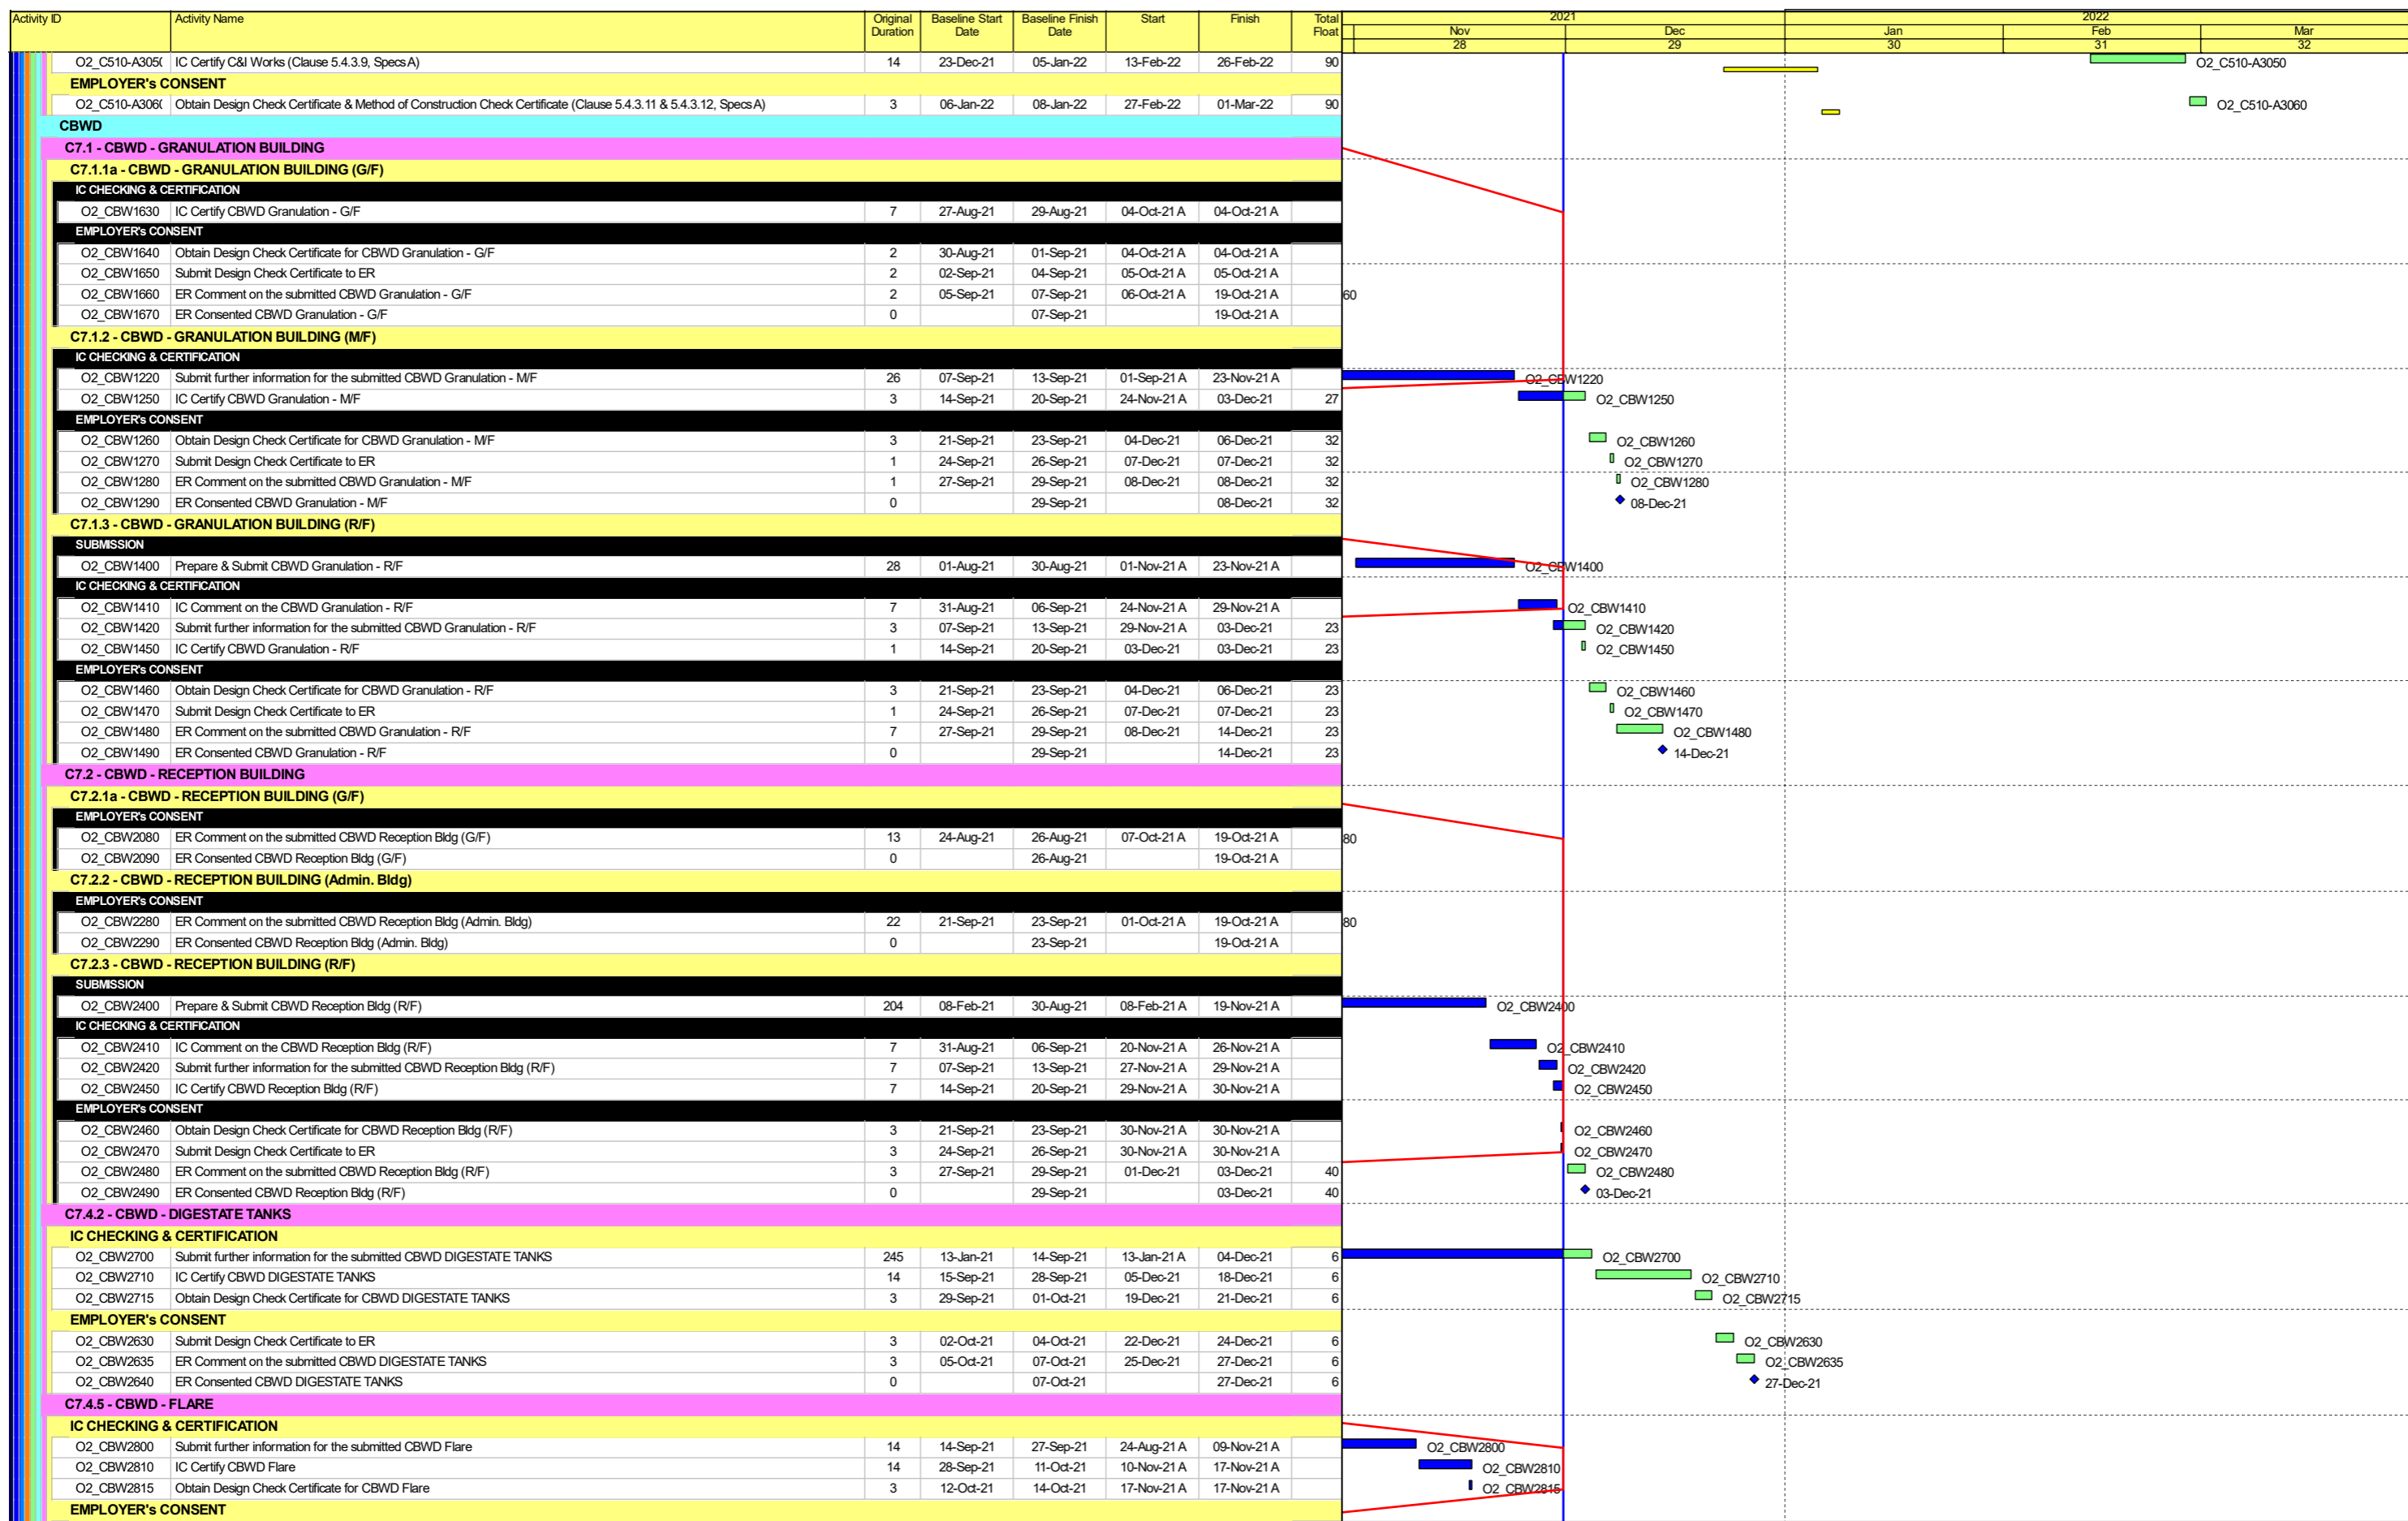 Activity ID Activity Name Original Duration Baseline Start Date Baseline Finish Date Start Finish Total Float 2021 2022
Nov Dec Jan Feb Mar
28 29 30 31 32
O2_C510-A305( IC Certify C&I Works (Clause 5.4.3.9, Specs A) 14 23-Dec-21 05-Jan-22 13-Feb-22 26-Feb-22 90 O2_C510-A3050
EMPLOYER's CONSENT
O2_C510-A306( Obtain Design Check Certificate & Method of Construction Check Certificate (Clause 5.4.3.11 & 5.4.3.12, Specs A) 3 06-Jan-22 08-Jan-22 27-Feb-22 01-Mar-22 90 O2_C510-A3060
CBWD
C7.1 - CBWD - GRANULATION BUILDING
C7.1.1a - CBWD - GRANULATION BUILDING (G/F)
IC CHECKING & CERTIFICATION
O2_CBW1630 IC Certify CBWD Granulation - G/F 7 27-Aug-21 29-Aug-21 04-Oct-21 A 04-Oct-21 A
EMPLOYER's CONSENT
O2_CBW1640 Obtain Design Check Certificate for CBWD Granulation - G/F 2 30-Aug-21 01-Sep-21 04-Oct-21 A 04-Oct-21 A
O2_CBW1650 Submit Design Check Certificate to ER 2 02-Sep-21 04-Sep-21 05-Oct-21 A 05-Oct-21 A
O2_CBW1660 ER Comment on the submitted CBWD Granulation - G/F 2 05-Sep-21 07-Sep-21 06-Oct-21 A 19-Oct-21 A 60
O2_CBW1670 ER Consented CBWD Granulation - G/F 0 07-Sep-21 19-Oct-21 A
C7.1.2 - CBWD - GRANULATION BUILDING (M/F)
IC CHECKING & CERTIFICATION
O2_CBW1220 Submit further information for the submitted CBWD Granulation - M/F 26 07-Sep-21 13-Sep-21 01-Sep-21 A 23-Nov-21 A O2_CBW1220
O2_CBW1250 IC Certify CBWD Granulation - M/F 3 14-Sep-21 20-Sep-21 24-Nov-21 A 03-Dec-21 27 O2_CBW1250
EMPLOYER's CONSENT
O2_CBW1260 Obtain Design Check Certificate for CBWD Granulation - M/F 3 21-Sep-21 23-Sep-21 04-Dec-21 06-Dec-21 32 O2_CBW1260
O2_CBW1270 Submit Design Check Certificate to ER 1 24-Sep-21 26-Sep-21 07-Dec-21 07-Dec-21 32 O2_CBW1270
O2_CBW1280 ER Comment on the submitted CBWD Granulation - M/F 1 27-Sep-21 29-Sep-21 08-Dec-21 08-Dec-21 32 O2_CBW1280
O2_CBW1290 ER Consented CBWD Granulation - M/F 0 29-Sep-21 08-Dec-21 32 08-Dec-21
C7.1.3 - CBWD - GRANULATION BUILDING (R/F)
SUBMISSION
O2_CBW1400 Prepare & Submit CBWD Granulation - R/F 28 01-Aug-21 30-Aug-21 01-Nov-21 A 23-Nov-21 A O2_CBW1400
IC CHECKING & CERTIFICATION
O2_CBW1410 IC Comment on the CBWD Granulation - R/F 7 31-Aug-21 06-Sep-21 24-Nov-21 A 29-Nov-21 A O2_CBW1410
O2_CBW1420 Submit further information for the submitted CBWD Granulation - R/F 3 07-Sep-21 13-Sep-21 29-Nov-21 A 03-Dec-21 23 O2_CBW1420
O2_CBW1450 IC Certify CBWD Granulation - R/F 1 14-Sep-21 20-Sep-21 03-Dec-21 03-Dec-21 23 O2_CBW1450
EMPLOYER's CONSENT
O2_CBW1460 Obtain Design Check Certificate for CBWD Granulation - R/F 3 21-Sep-21 23-Sep-21 04-Dec-21 06-Dec-21 23 O2_CBW1460
O2_CBW1470 Submit Design Check Certificate to ER 1 24-Sep-21 26-Sep-21 07-Dec-21 07-Dec-21 23 O2_CBW1470
O2_CBW1480 ER Comment on the submitted CBWD Granulation - R/F 7 27-Sep-21 29-Sep-21 08-Dec-21 14-Dec-21 23 O2_CBW1480
O2_CBW1490 ER Consented CBWD Granulation - R/F 0 29-Sep-21 14-Dec-21 23 14-Dec-21
C7.2 - CBWD - RECEPTION BUILDING
C7.2.1a - CBWD - RECEPTION BUILDING (G/F)
EMPLOYER's CONSENT
O2_CBW2080 ER Comment on the submitted CBWD Reception Bldg (G/F) 13 24-Aug-21 26-Aug-21 07-Oct-21 A 19-Oct-21 A 80
O2_CBW2090 ER Consented CBWD Reception Bldg (G/F) 0 26-Aug-21 19-Oct-21 A
C7.2.2 - CBWD - RECEPTION BUILDING (Admin. Bldg)
EMPLOYER's CONSENT
O2_CBW2280 ER Comment on the submitted CBWD Reception Bldg (Admin. Bldg) 22 21-Sep-21 23-Sep-21 01-Oct-21 A 19-Oct-21 A 80
O2_CBW2290 ER Consented CBWD Reception Bldg (Admin. Bldg) 0 23-Sep-21 19-Oct-21 A
C7.2.3 - CBWD - RECEPTION BUILDING (R/F)
SUBMISSION
O2_CBW2400 Prepare & Submit CBWD Reception Bldg (R/F) 204 08-Feb-21 30-Aug-21 08-Feb-21 A 19-Nov-21 A O2_CBW2400
IC CHECKING & CERTIFICATION
O2_CBW2410 IC Comment on the CBWD Reception Bldg (R/F) 7 31-Aug-21 06-Sep-21 20-Nov-21 A 26-Nov-21 A O2_CBW2410
O2_CBW2420 Submit further information for the submitted CBWD Reception Bldg (R/F) 7 07-Sep-21 13-Sep-21 27-Nov-21 A 29-Nov-21 A O2_CBW2420
O2_CBW2450 IC Certify CBWD Reception Bldg (R/F) 7 14-Sep-21 20-Sep-21 29-Nov-21 A 30-Nov-21 A O2_CBW2450
EMPLOYER's CONSENT
O2_CBW2460 Obtain Design Check Certificate for CBWD Reception Bldg (R/F) 3 21-Sep-21 23-Sep-21 30-Nov-21 A 30-Nov-21 A O2_CBW2460
O2_CBW2470 Submit Design Check Certificate to ER 3 24-Sep-21 26-Sep-21 30-Nov-21 A 30-Nov-21 A O2_CBW2470
O2_CBW2480 ER Comment on the submitted CBWD Reception Bldg (R/F) 3 27-Sep-21 29-Sep-21 01-Dec-21 03-Dec-21 40 O2_CBW2480
O2_CBW2490 ER Consented CBWD Reception Bldg (R/F) 0 29-Sep-21 03-Dec-21 40 03-Dec-21
C7.4.2 - CBWD - DIGESTATE TANKS
IC CHECKING & CERTIFICATION
O2_CBW2700 Submit further information for the submitted CBWD DIGESTATE TANKS 245 13-Jan-21 14-Sep-21 13-Jan-21 A 04-Dec-21 6 O2_CBW2700
O2_CBW2710 IC Certify CBWD DIGESTATE TANKS 14 15-Sep-21 28-Sep-21 05-Dec-21 18-Dec-21 6 O2_CBW2710
O2_CBW2715 Obtain Design Check Certificate for CBWD DIGESTATE TANKS 3 29-Sep-21 01-Oct-21 19-Dec-21 21-Dec-21 6 O2_CBW2715
EMPLOYER's CONSENT
O2_CBW2630 Submit Design Check Certificate to ER 3 02-Oct-21 04-Oct-21 22-Dec-21 24-Dec-21 6 O2_CBW2630
O2_CBW2635 ER Comment on the submitted CBWD DIGESTATE TANKS 3 05-Oct-21 07-Oct-21 25-Dec-21 27-Dec-21 6 O2_CBW2635
O2_CBW2640 ER Consented CBWD DIGESTATE TANKS 0 07-Oct-21 27-Dec-21 6 27-Dec-21
C7.4.5 - CBWD - FLARE
IC CHECKING & CERTIFICATION
O2_CBW2800 Submit further information for the submitted CBWD Flare 14 14-Sep-21 27-Sep-21 24-Aug-21 A 09-Nov-21 A O2_CBW2800
O2_CBW2810 IC Certify CBWD Flare 14 28-Sep-21 11-Oct-21 10-Nov-21 A 17-Nov-21 A O2_CBW2810
O2_CBW2815 Obtain Design Check Certificate for CBWD Flare 3 12-Oct-21 14-Oct-21 17-Nov-21 A 17-Nov-21 A O2_CBW2815
EMPLOYER's CONSENT